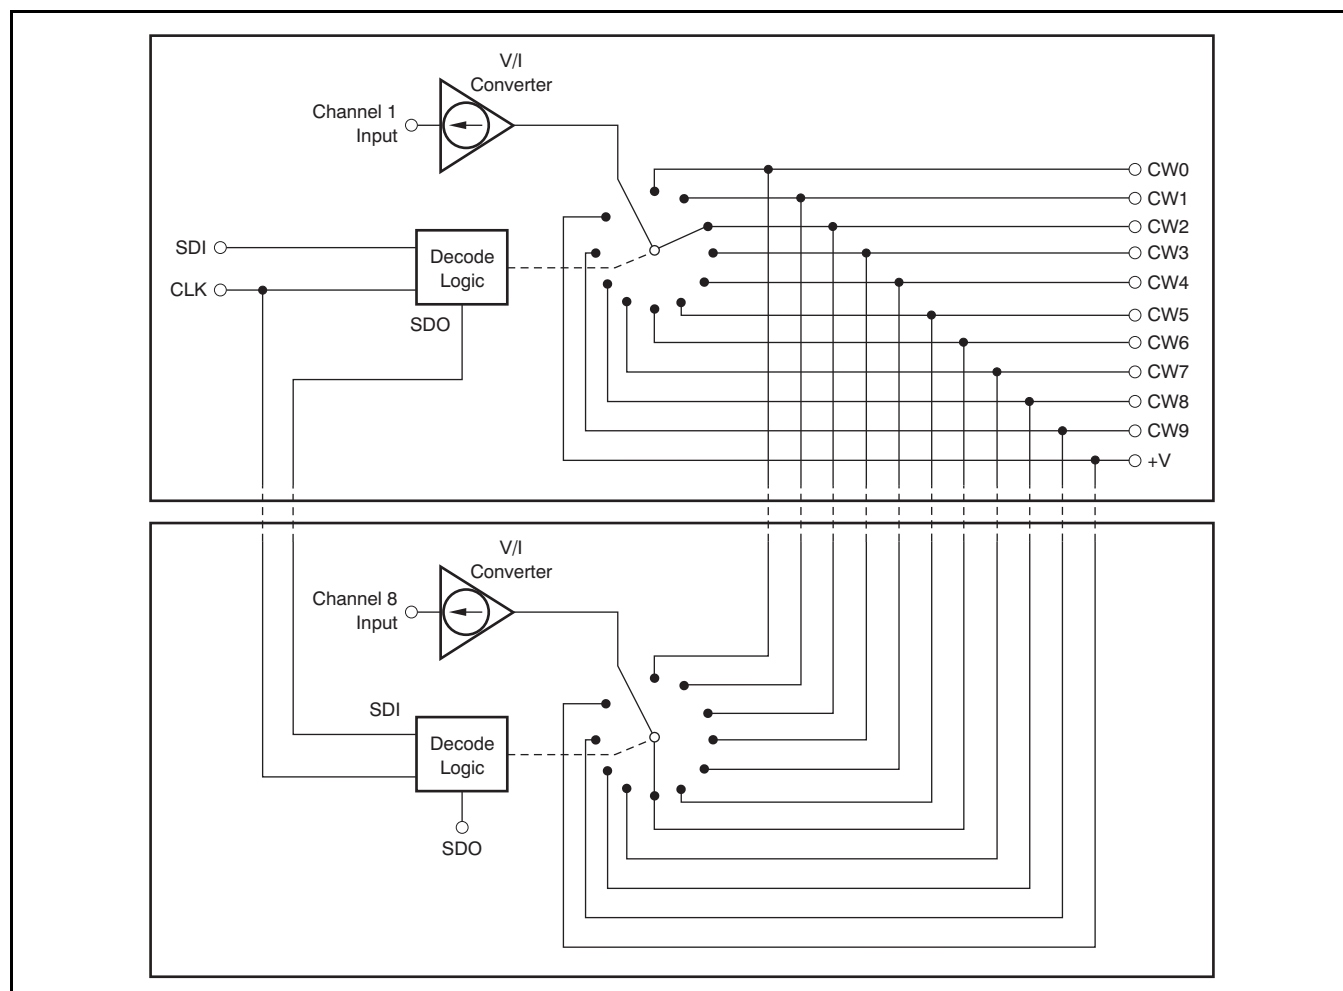 V/I
Converter
Channel 1
Input
CW0
CW1
CW2
SDI
CW3
Decode
Logic
CLK
CW4
SDO
CW5
CW6
CW7
CW8
CW9
+V
V/I
Converter
Channel 8
Input
SDI
Decode
Logic
SDO